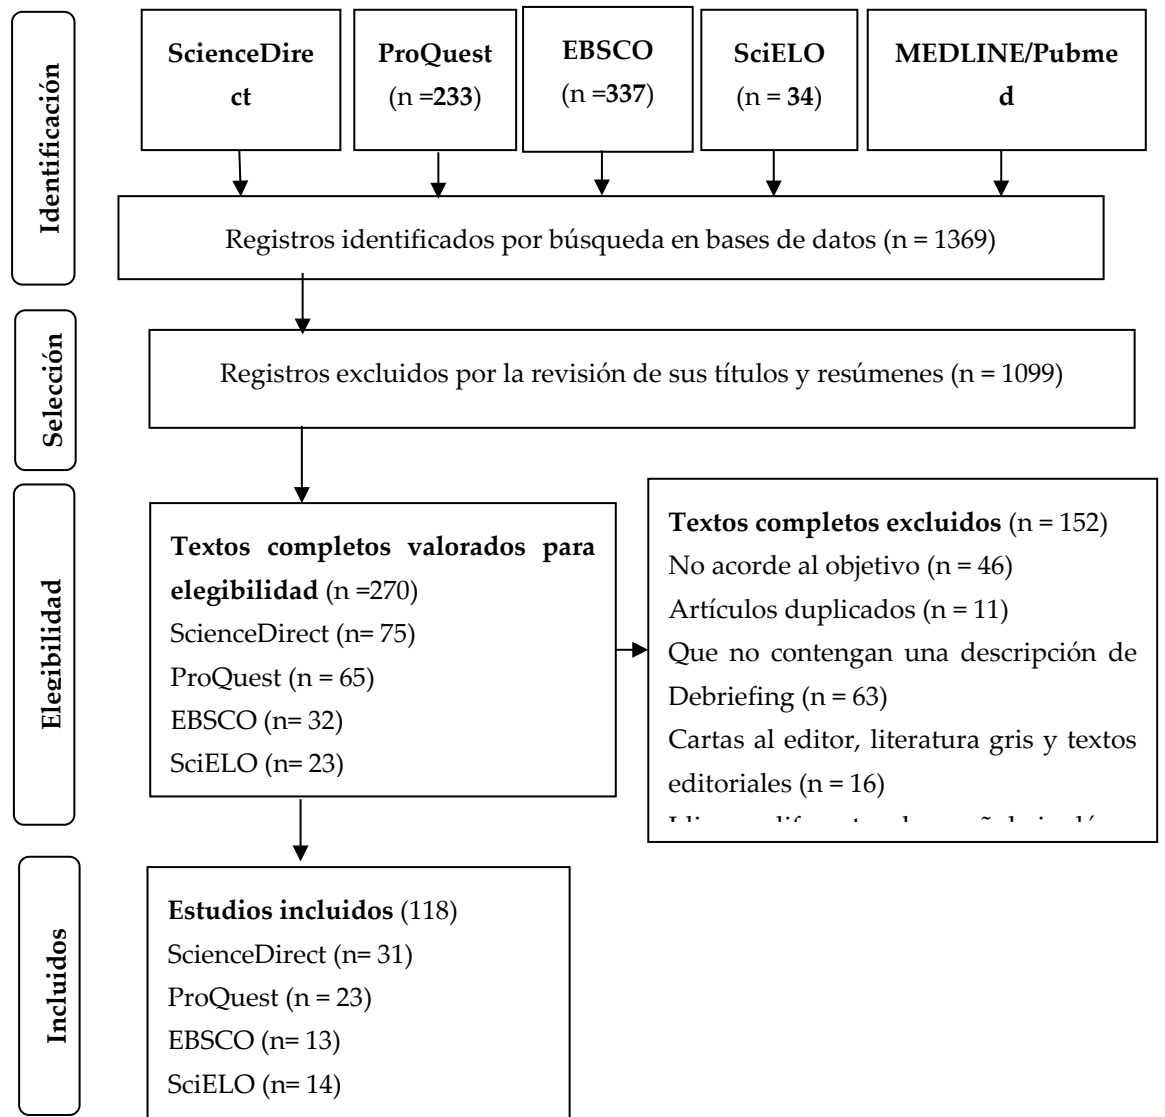 Identificación
ScienceDire
ct
ProQuest
(n =233)
EBSCO
(n =337)
SciELO
(n = 34)
MEDLINE/Pubme
d
Registros identificados por búsqueda en bases de datos (n = 1369)
Selección
Registros excluidos por la revisión de sus títulos y resúmenes (n = 1099)
Elegibilidad
Textos completos valorados para
elegibilidad (n =270)
ScienceDirect (n= 75)
ProQuest (n = 65)
EBSCO (n= 32)
SciELO (n= 23)
Textos completos excluidos (n = 152)
No acorde al objetivo (n = 46)
Artículos duplicados (n = 11)
Que no contengan una descripción de
Debriefing (n = 63)
Cartas al editor, literatura gris y textos
editoriales (n = 16)
Incluidos
Estudios incluidos (118)
ScienceDirect (n= 31)
ProQuest (n = 23)
EBSCO (n= 13)
SciELO (n= 14)